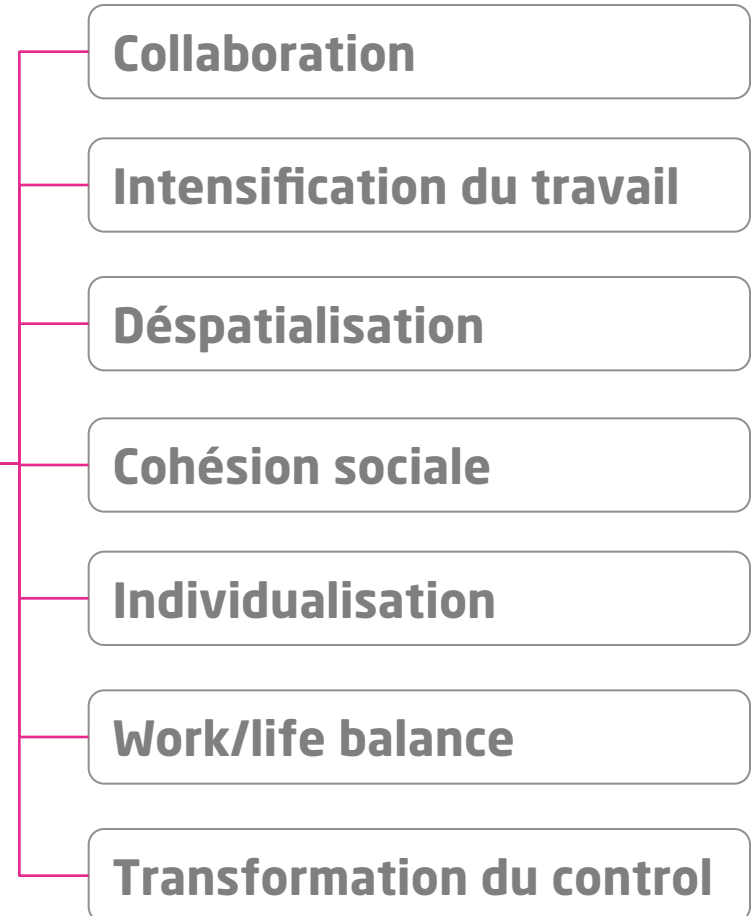 Collaboration
Intensification du travail
Déspatialisation
Cohésion sociale
Individualisation
Work/life balance
Transformation du control